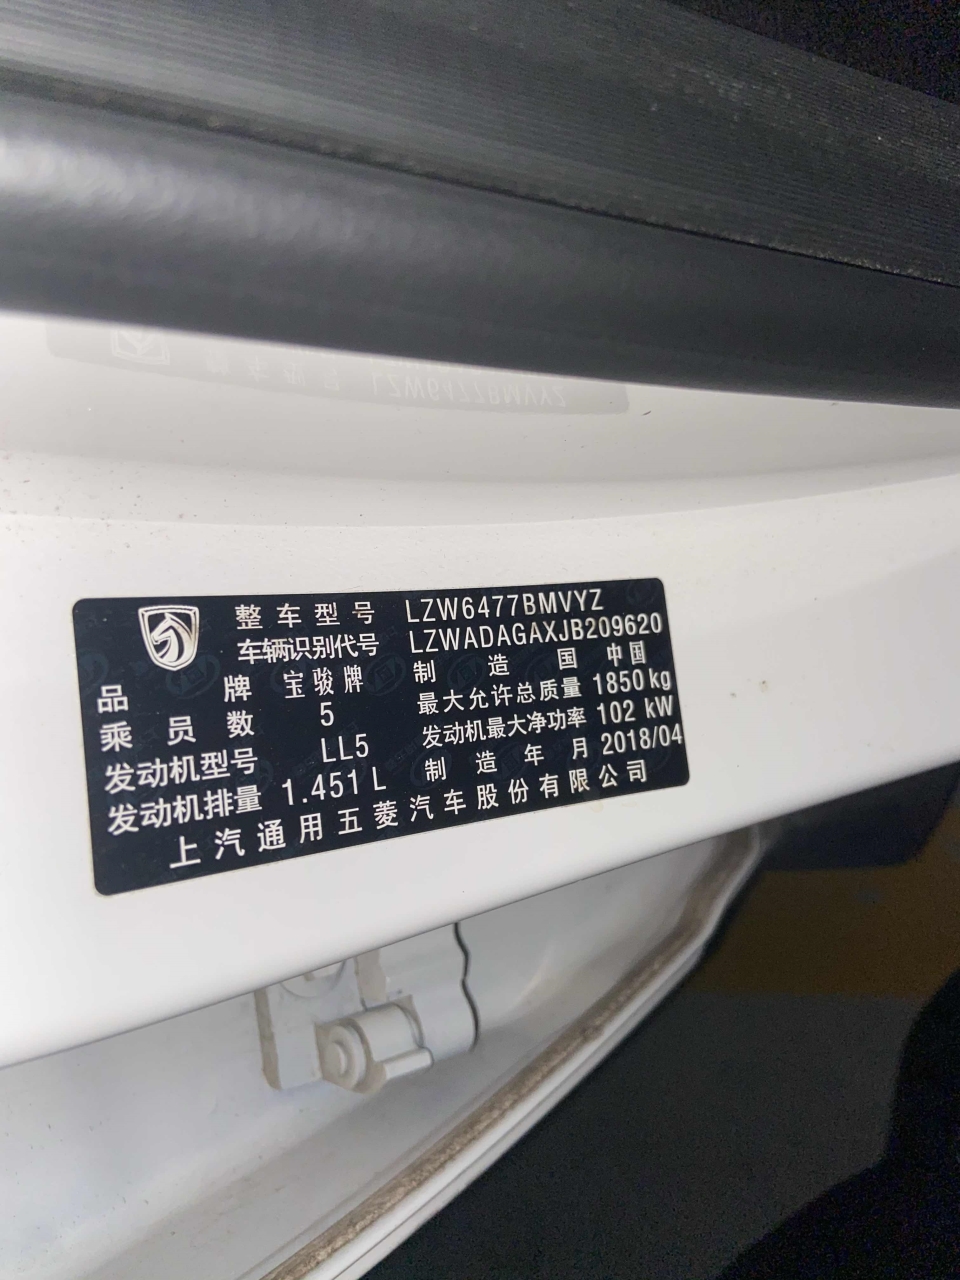 整车型号 LZW6477BMVYZ
车辆识别代号 LZWADAGAXJB209620
品牌 宝骏牌 制造国 中国
乘员数 5 最大允许总质量 1850 kg
发动机型号 LL5 发动机最大净功率 102 kW
发动机排量 1.451 L 制造年月 2018/04
上汽通用五菱汽车股份有限公司